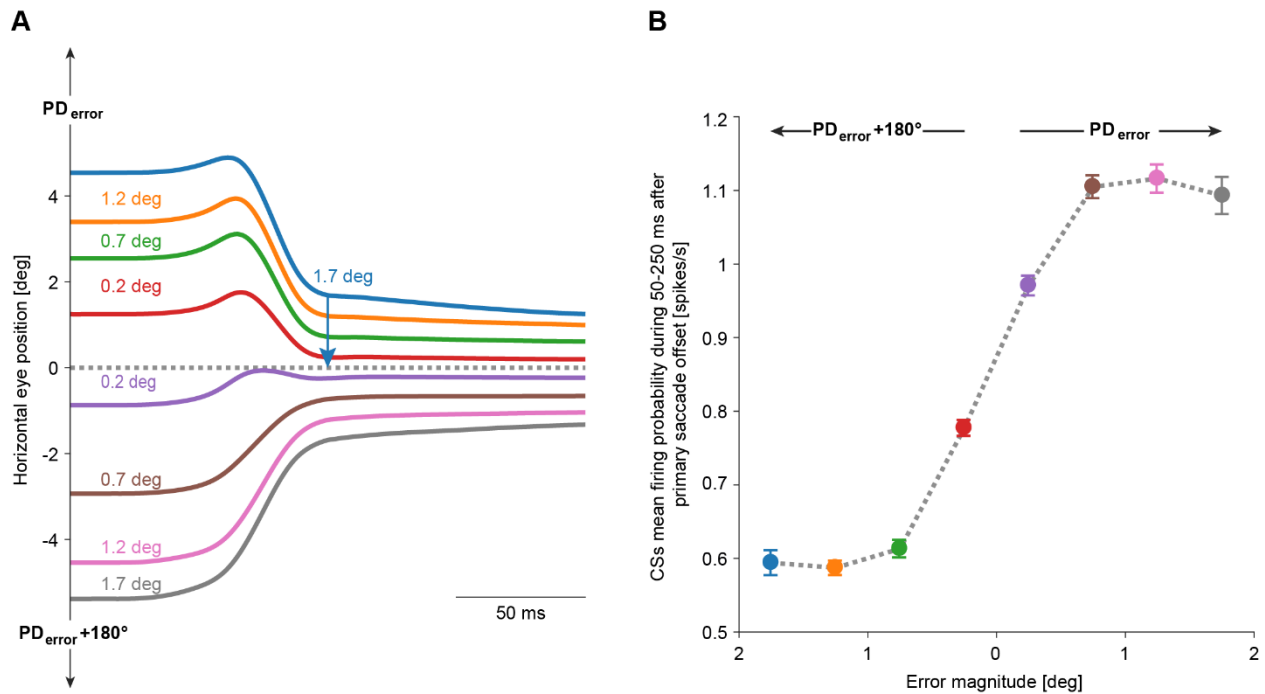 A
PD error
4
1.2 deg
0.7 deg
2
1.7 deg
0.2 deg
0
0.2 deg
-2
0.7 deg
-4
1.2 deg
1.7 deg
50 ms
PD error +180°
Horizontal eye position [deg]
B
1.2
PD error +180°
PD error
1.1
1
0.9
0.8
0.7
0.6
0.5
2
1
0
1
2
Error magnitude [deg]
CSs mean firing probability during 50-250 ms after
primary saccade offset [spikes/s]